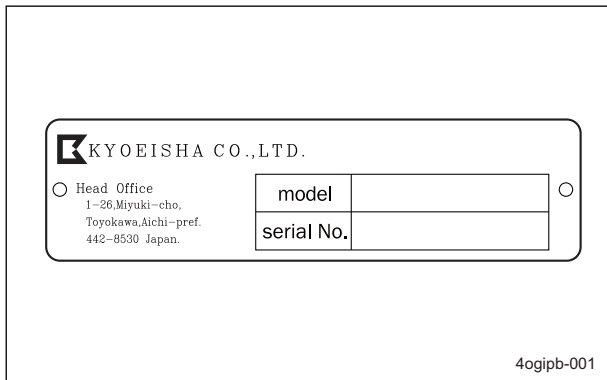 KYOEISHA CO.,LTD.
Head Office
1-26,Miyuki-cho,
Toyokawa,Aichi-pref.
442-8530 Japan.
model
serial No.
4ogipb-001